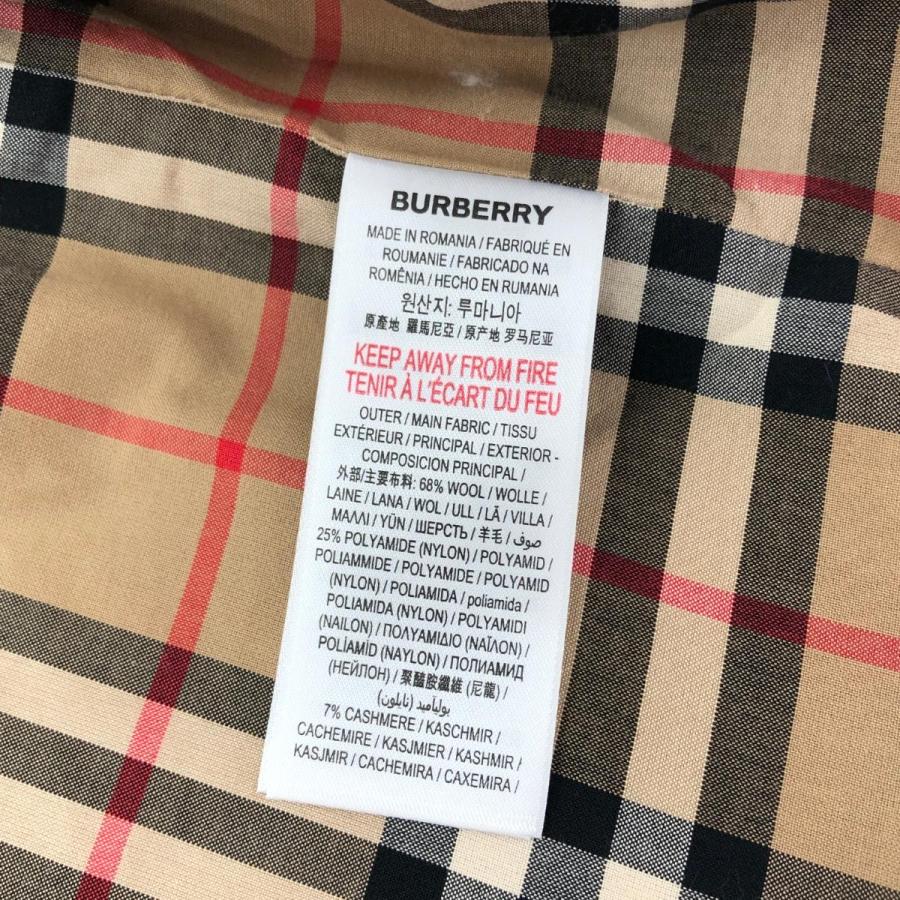 BURBERRY
MADE IN ROMANIA / FABRIQUÉ EN
ROUMANIE / FABRICADO NA
ROMÊNIA / HECHO EN RUMANIA
원산지: 루마니아
原產地 羅馬尼亞 / 原产地 罗马尼亚
KEEP AWAY FROM FIRE
TENIR À L'ÉCART DU FEU
OUTER / MAIN FABRIC / TISSU
EXTÉRIEUR / PRINCIPAL / EXTERIOR -
COMPOSICION PRINCIPAL /
外部/主要布料: 68% WOOL / WOLLE /
LAINE / LANA / WOL / ULL / LÃ / VILLA /
ΜΑΛΛΙ / YÜN / ШЕРСТЬ / 羊毛 / صوف /
25% POLYAMIDE (NYLON) / POLYAMID /
POLIAMMIDE / POLYAMIDE / POLYAMID
(NYLON) / POLIAMIDA / poliamida /
POLIAMIDA (NYLON) / POLYAMIDI
(NAILON) / ΠΟΛΥΑΜΙΔΙΟ (ΝΑΪΛΟΝ) /
POLİAMİD (NAYLON) / ПОЛИАМИД
(НЕЙЛОН) / 聚醯胺纖維 (尼龍) /
بولياميد (نايلون) /
7% CASHMERE / KASCHMIR /
CACHEMIRE / KASJMIER / KASHMIR /
KASJMIR / CACHEMIRA / CAXEMIRA /